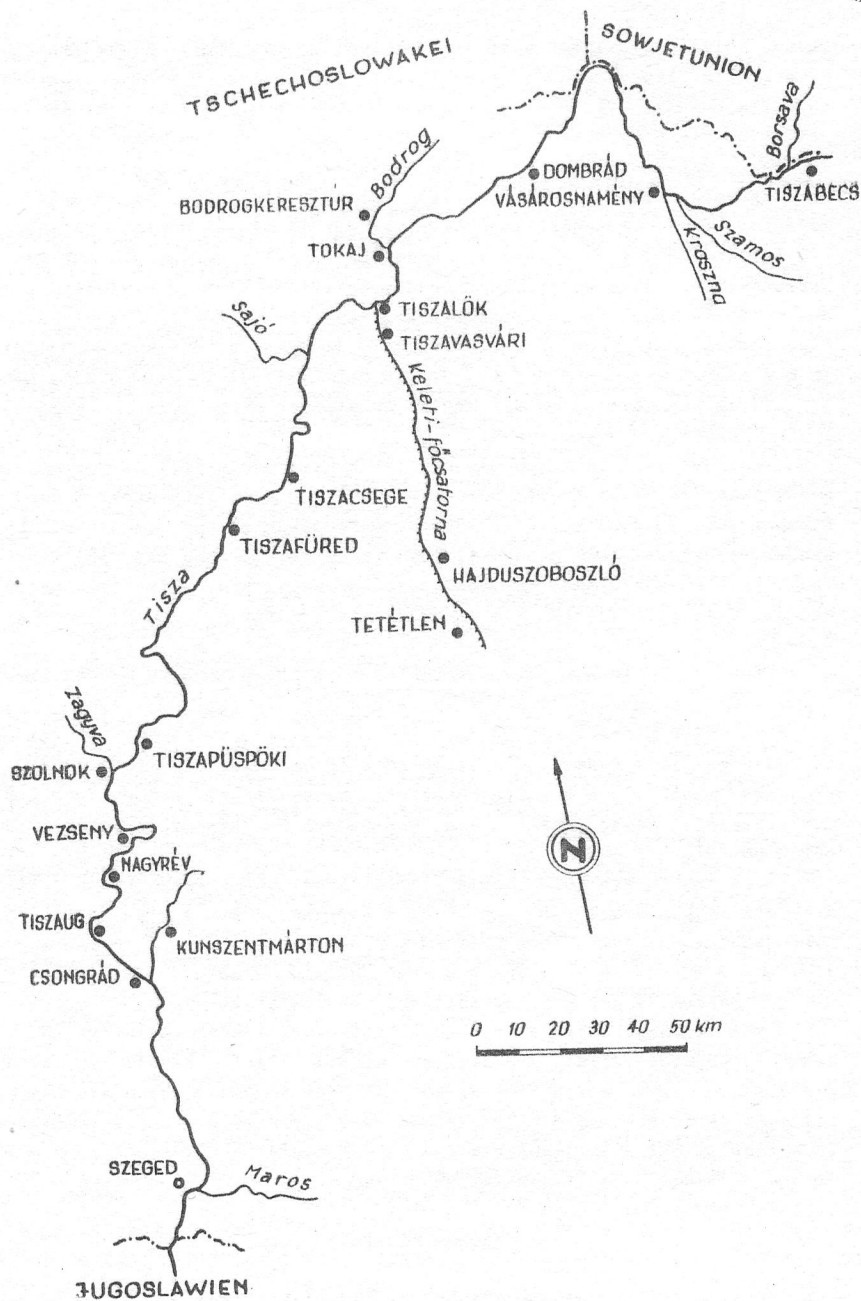 TSCHECHOSLOWAKEI
SOWJETUNION
Borsava
Bodrog
DOMBRÁD
BODROGKERESZTÚR
VÁSÁROSNAMÉNY
TISZABECS
TOKAJ
Szamos
Kroszna
Sajó
TISZALÖK
TISZAVASVÁRI
Keleti-főcsatorna
TISZACSEGE
TISZAFÜRED
HAJDUSZOBOSZLÓ
Tisza
TETÉTLEN
Zagyva
TISZAPÜSPÖKI
SZOLNOK
VEZSENY
N
NAGYRÉV
TISZAUG
KUNSZENTMÁRTON
CSONGRÁD
0 10 20 30 40 50 km
SZEGED
Maros
JUGOSLAWIEN